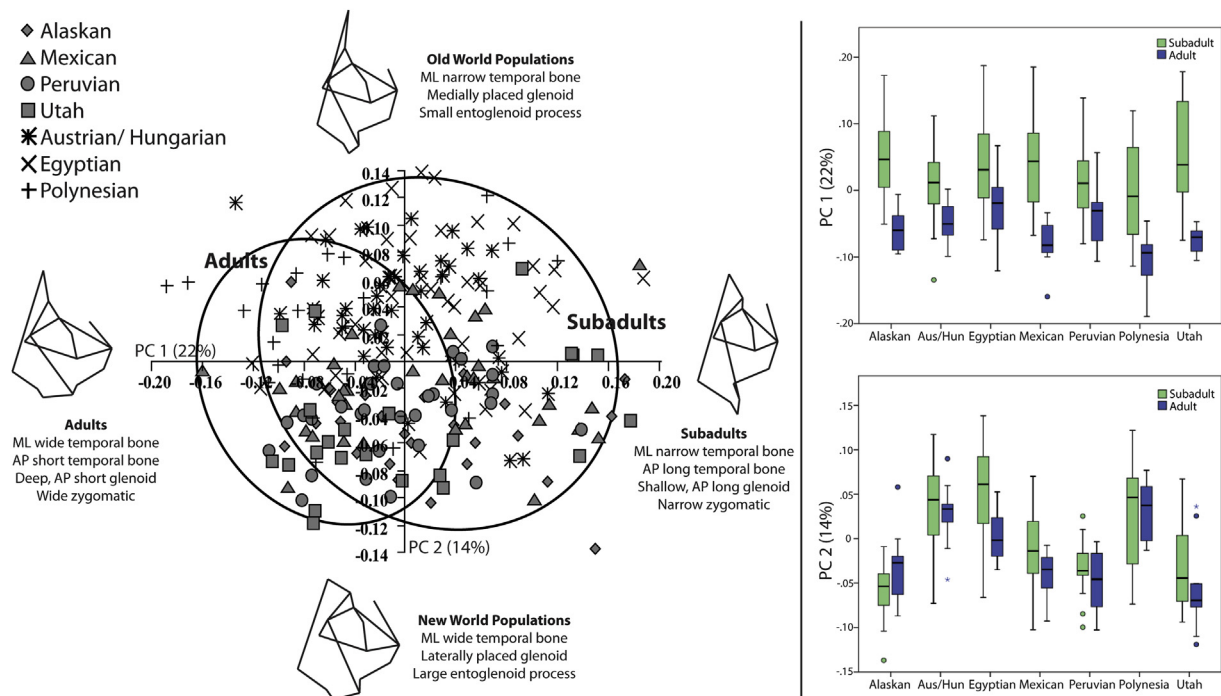 Alaskan
Mexican
Peruvian
Utah
Austrian/ Hungarian
Egyptian
Polynesian
Old World Populations
ML narrow temporal bone
Medially placed glenoid
Small entoglenoid process
0.14
0.12
0.10
0.08
0.06
0.04
0.02
Adults
Subadults
PC 1 (22%)
-0.20
-0.16
-0.12
-0.08
-0.04
0.04
0.08
0.12
0.16
0.20
-0.02
-0.04
-0.06
-0.08
-0.10
-0.12
-0.14
PC 2 (14%)
Adults
ML wide temporal bone
AP short temporal bone
Deep, AP short glenoid
Wide zygomatic
Subadults
ML narrow temporal bone
AP long temporal bone
Shallow, AP long glenoid
Narrow zygomatic
New World Populations
ML wide temporal bone
Laterally placed glenoid
Large entoglenoid process
Subadult
Adult
PC 1 (22%)
.20
.10
0
-.10
-.20
Alaskan Aus/Hun Egyptian Mexican Peruvian Polynesia Utah
Subadult
Adult
PC 2 (14%)
.15
.10
.05
0
-.05
-.10
-.15
Alaskan Aus/Hun Egyptian Mexican Peruvian Polynesia Utah